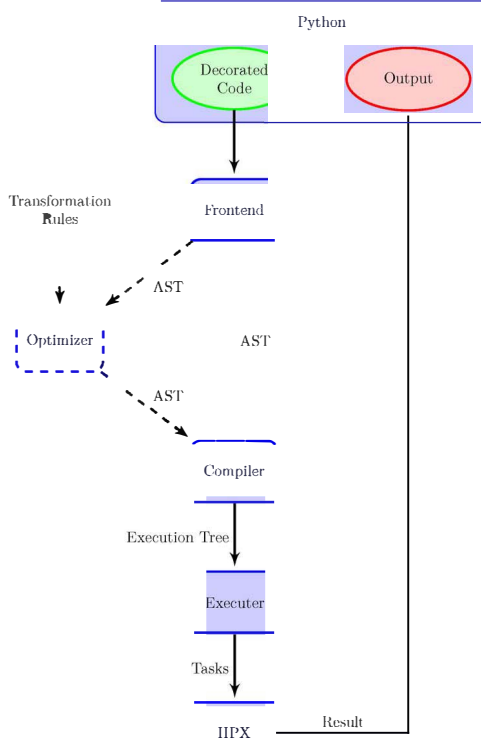 Python
Decorated
Code
Output
Transformation
Rules
Frontend
AST
Optimizer
AST
AST
Compiler
Execution Tree
Executer
Tasks
HPX
Result